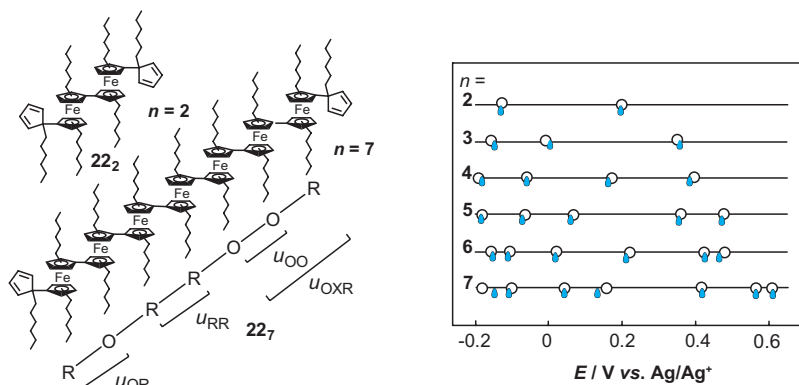 Fe
n = 2
Fe
22₂
Fe
n = 7
Fe
Fe
Fe
Fe
Fe
Fe
R
O
O
R
R
O
R
u_OO
u_OXR
u_RR
22₇
u_OR
n =
2
3
4
5
6
7
-0.2 0 0.2 0.4 0.6
E / V vs. Ag/Ag⁺